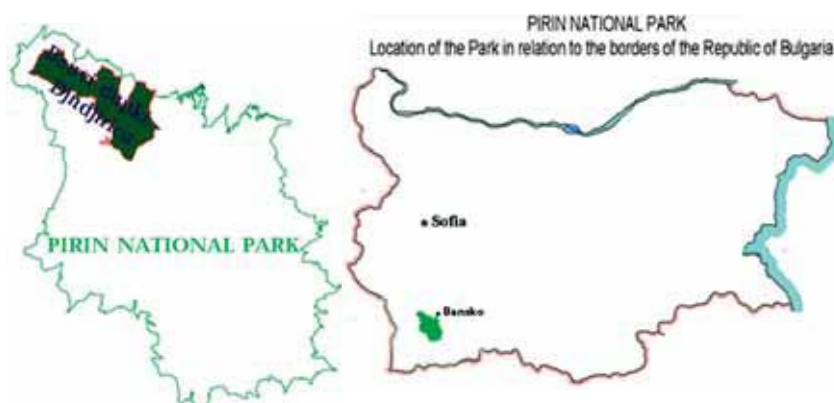 PIRIN NATIONAL PARK
Location of the Park in relation to the borders of the Republic of Bulgaria
PIRIN NATIONAL PARK
Sofia
Bansko